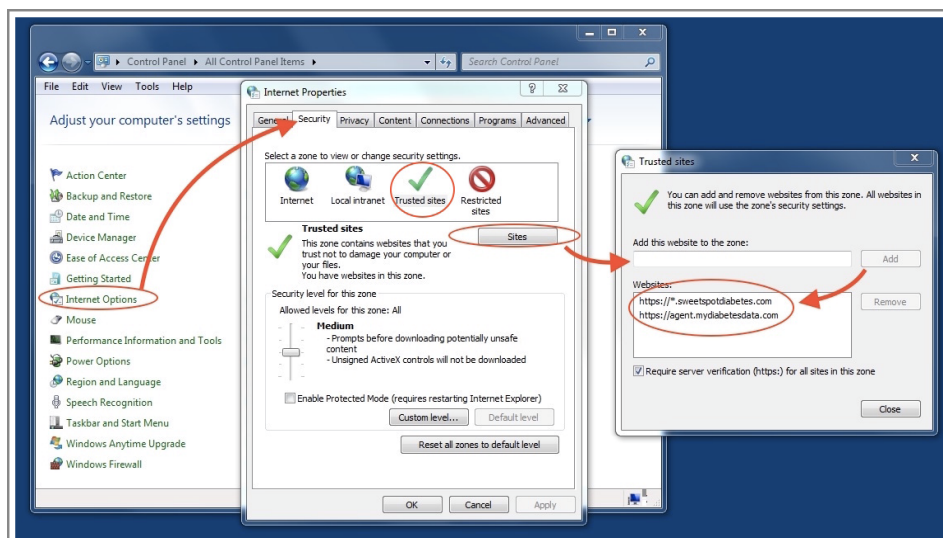 Control Panel
All Control Panel Items
Search Control Panel
File Edit View Tools Help
Adjust your computer's settings
Action Center
Backup and Restore
Date and Time
Device Manager
Ease of Access Center
Getting Started
Internet Options
Mouse
Performance Information and Tools
Power Options
Region and Language
Speech Recognition
Taskbar and Start Menu
Windows Anytime Upgrade
Windows Firewall
Internet Properties
General Security Privacy Content Connections Programs Advanced
Select a zone to view or change security settings.
Internet
Local intranet
Trusted sites
Restricted
sites
Trusted sites
Sites
This zone contains websites that you
trust not to damage your computer or
your files.
You have websites in this zone.
Security level for this zone
Allowed levels for this zone: All
Medium
- Prompts before downloading potentially unsafe
content
- Unsigned ActiveX controls will not be downloaded
Enable Protected Mode (requires restarting Internet Explorer)
Custom level...
Default level
Reset all zones to default level
OK
Cancel
Apply
Trusted sites
You can add and remove websites from this zone. All websites in
this zone will use the zone's security settings.
Add this website to the zone:
Add
Websites:
https://*.sweetspotdiabetes.com
https://agent.mydiabetesdata.com
Remove
Require server verification (https:) for all sites in this zone
Close